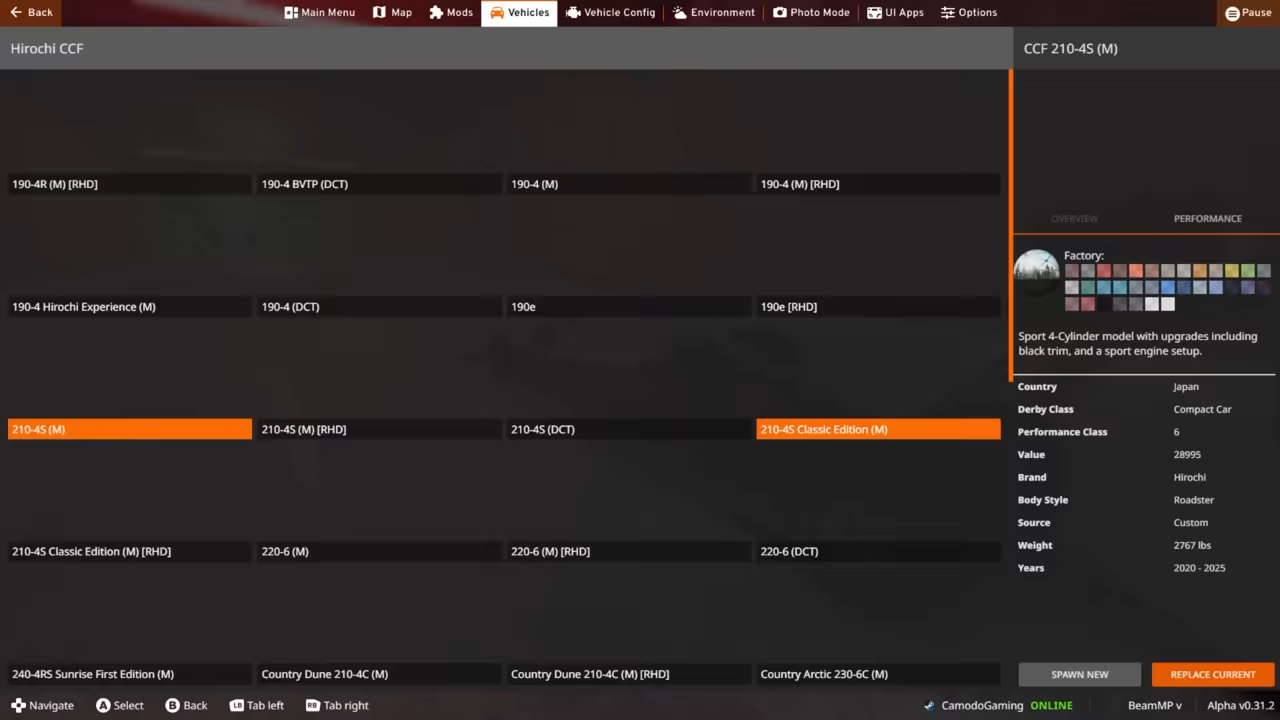 Back
Main Menu
Map
Mods
Vehicles
Vehicle Config
Environment
Photo Mode
UI Apps
Options
Pause
Hirochi CCF
CCF 210-4S (M)
190-4R (M) [RHD]
190-4 BVTP (DCT)
190-4 (M)
190-4 (M) [RHD]
OVERVIEW
PERFORMANCE
Factory:
190-4 Hirochi Experience (M)
190-4 (DCT)
190e
190e [RHD]
Sport 4-Cylinder model with upgrades including
black trim, and a sport engine setup.
Country Japan
Derby Class Compact Car
Performance Class 6
Value 28995
Brand Hirochi
Body Style Roadster
Source Custom
Weight 2767 lbs
Years 2020 - 2025
210-4S (M)
210-4S (M) [RHD]
210-4S (DCT)
210-4S Classic Edition (M)
210-4S Classic Edition (M) [RHD]
220-6 (M)
220-6 (M) [RHD]
220-6 (DCT)
240-4RS Sunrise First Edition (M)
Country Dune 210-4C (M)
Country Dune 210-4C (M) [RHD]
Country Arctic 230-6C (M)
SPAWN NEW
REPLACE CURRENT
Navigate
A Select
B Back
LB Tab left
RB Tab right
CamodoGaming ONLINE
BeamMP v
Alpha v0.31.2